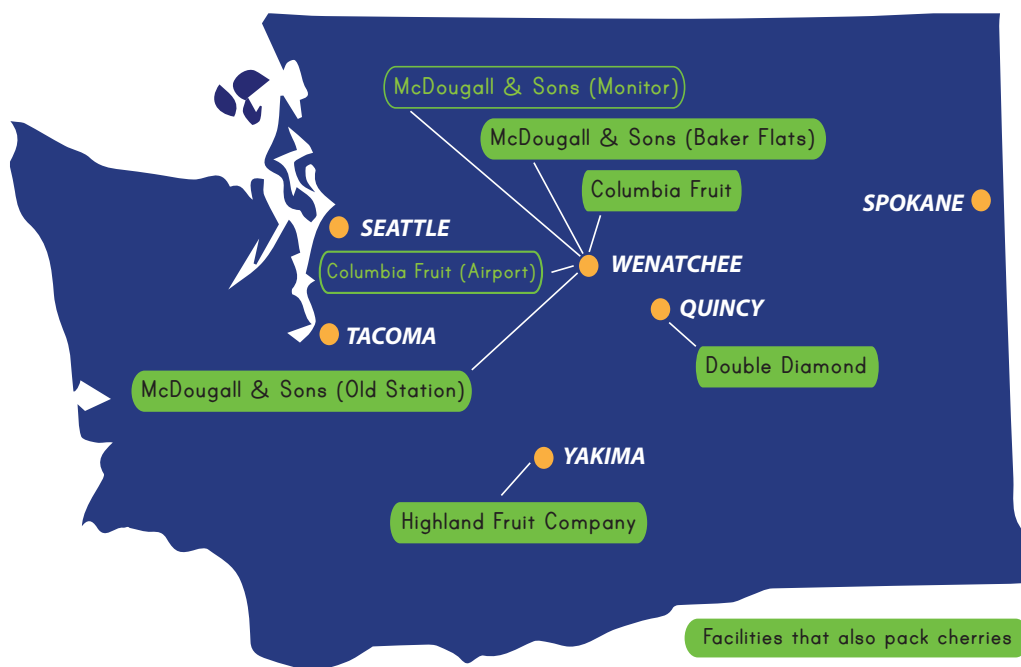 McDougall & Sons (Monitor)
McDougall & Sons (Baker Flats)
Columbia Fruit
SPOKANE
SEATTLE
WENATCHEE
Columbia Fruit (Airport)
QUINCY
TACOMA
Double Diamond
McDougall & Sons (Old Station)
YAKIMA
Highland Fruit Company
Facilities that also pack cherries